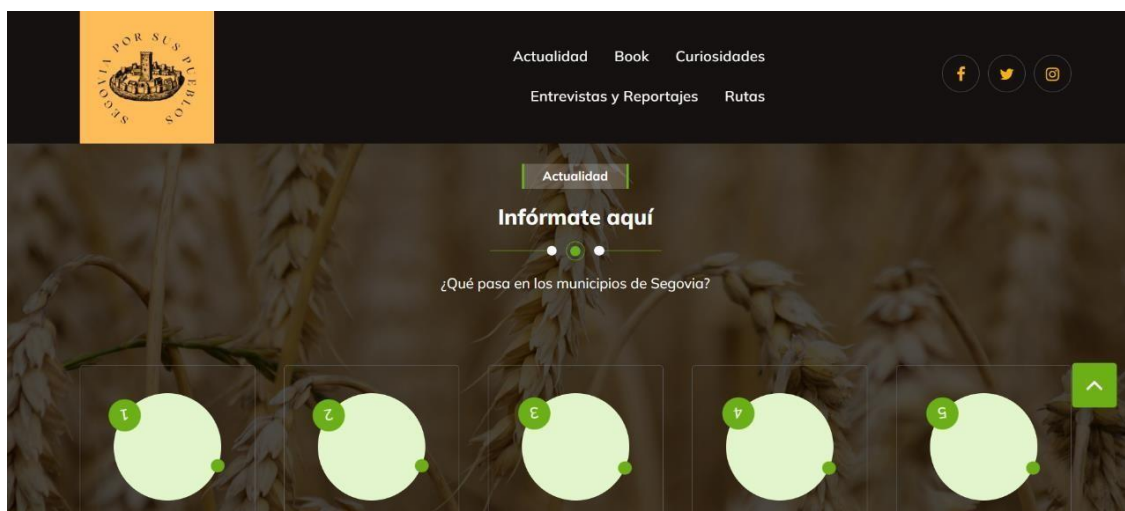 SEGOVIA POR SUS PUEBLOS
Actualidad Book Curiosidades
Entrevistas y Reportajes Rutas
Actualidad
Infórmate aquí
¿Qué pasa en los municipios de Segovia?
1 2 3 4 5